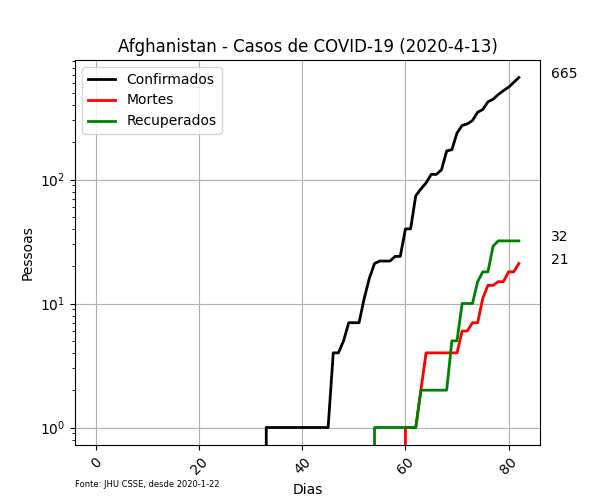 Afghanistan - Casos de COVID-19 (2020-4-13)
Confirmados
Mortes
Recuperados
665
32
21
Pessoas
10²
10¹
10⁰
0
20
40
60
80
Fonte: JHU CSSE, desde 2020-1-22
Dias